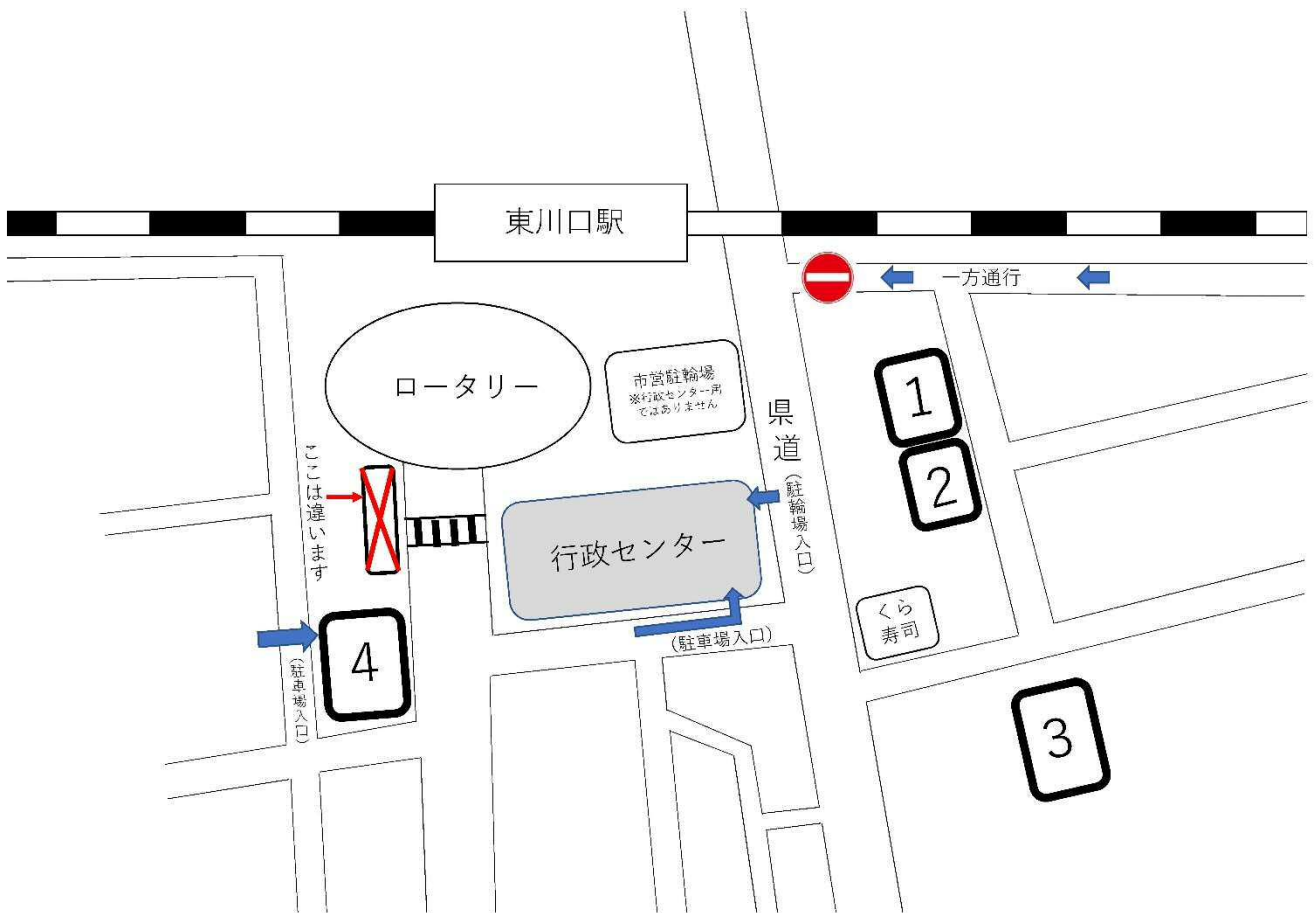 東川口駅
一方通行
ロータリー
市営駐輪場
※行政センター用
ではありません
県道
（駐輪場入口）
1
2
ここは違います
行政センター
くら
寿司
（駐車場入口）
4
（駐車場入口）
3